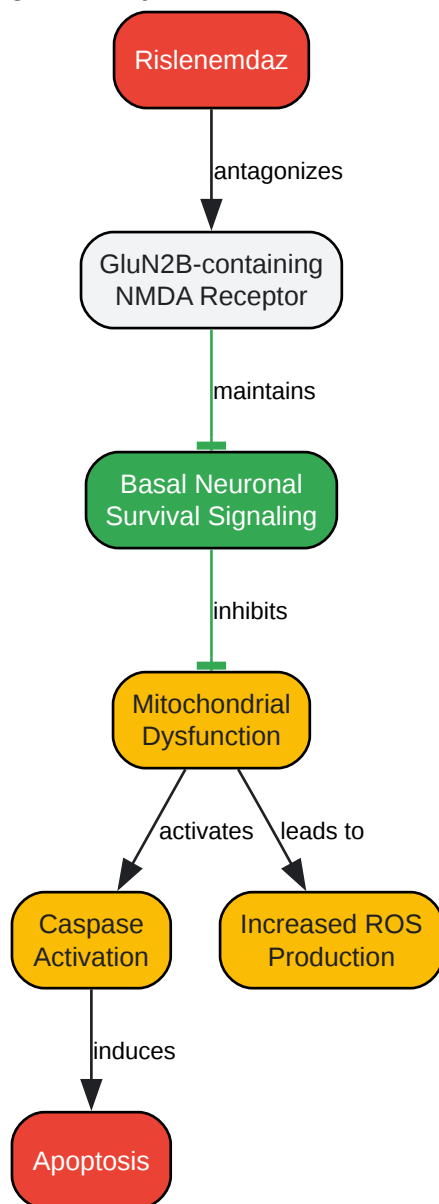 Rislenemdaz
antagonizes
GluN2B-containing
NMDA Receptor
maintains
Basal Neuronal
Survival Signaling
inhibits
Mitochondrial
Dysfunction
activates
leads to
Caspase
Activation
Increased ROS
Production
induces
Apoptosis